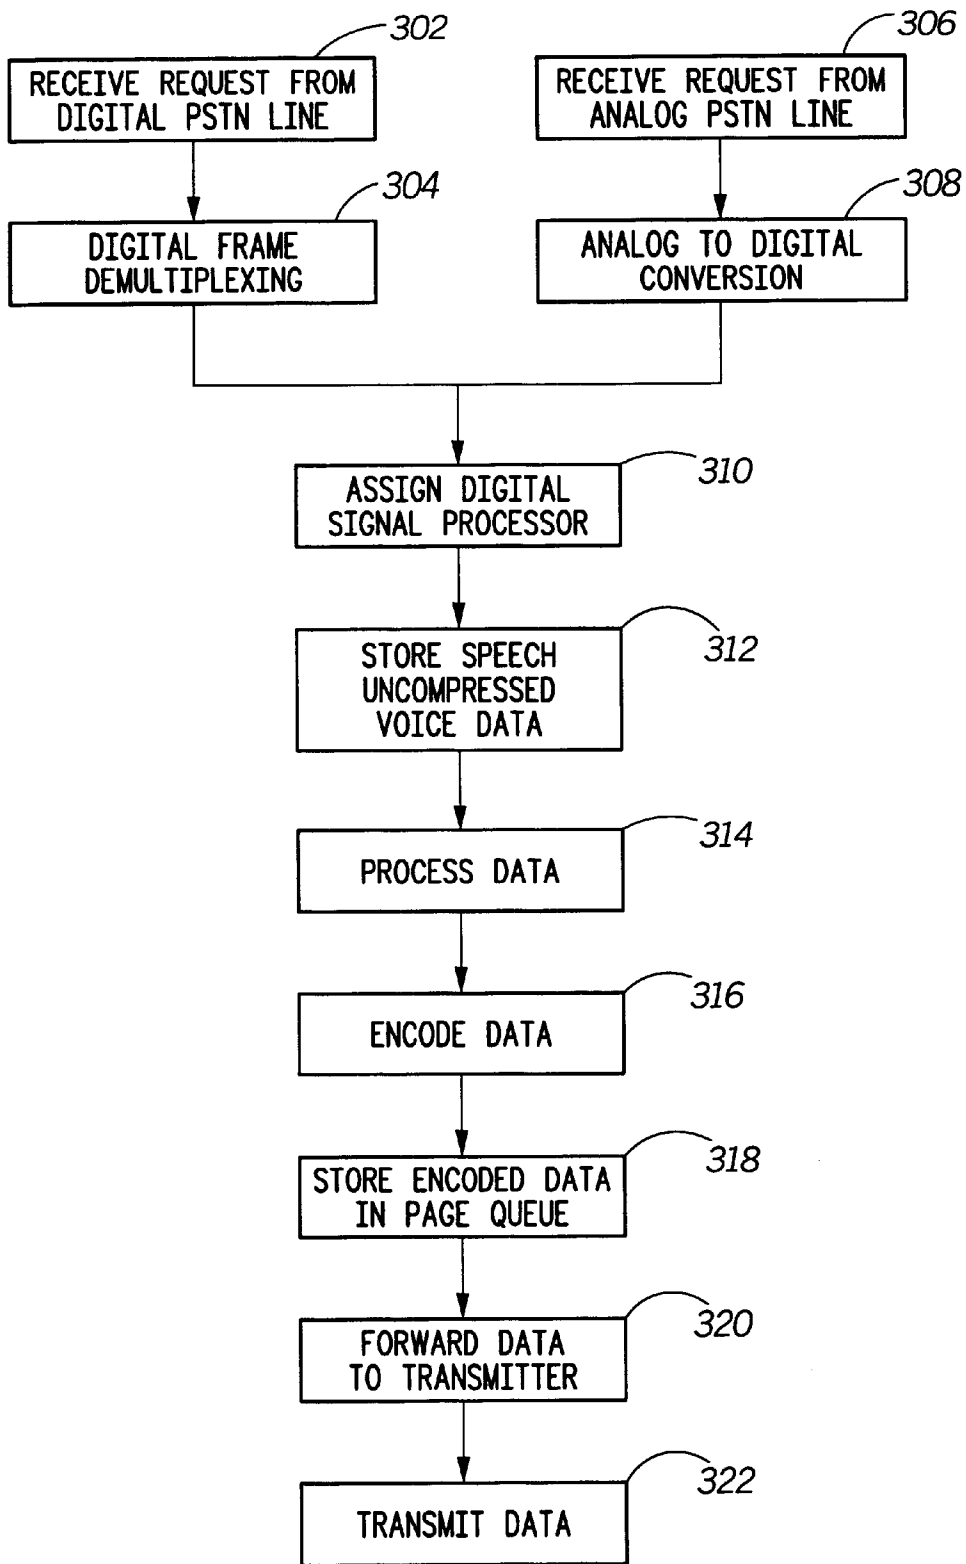 302
RECEIVE REQUEST FROM
DIGITAL PSTN LINE
306
RECEIVE REQUEST FROM
ANALOG PSTN LINE
304
DIGITAL FRAME
DEMULTIPLEXING
308
ANALOG TO DIGITAL
CONVERSION
310
ASSIGN DIGITAL
SIGNAL PROCESSOR
312
STORE SPEECH
UNCOMPRESSED
VOICE DATA
314
PROCESS DATA
316
ENCODE DATA
318
STORE ENCODED DATA
IN PAGE QUEUE
320
FORWARD DATA
TO TRANSMITTER
322
TRANSMIT DATA